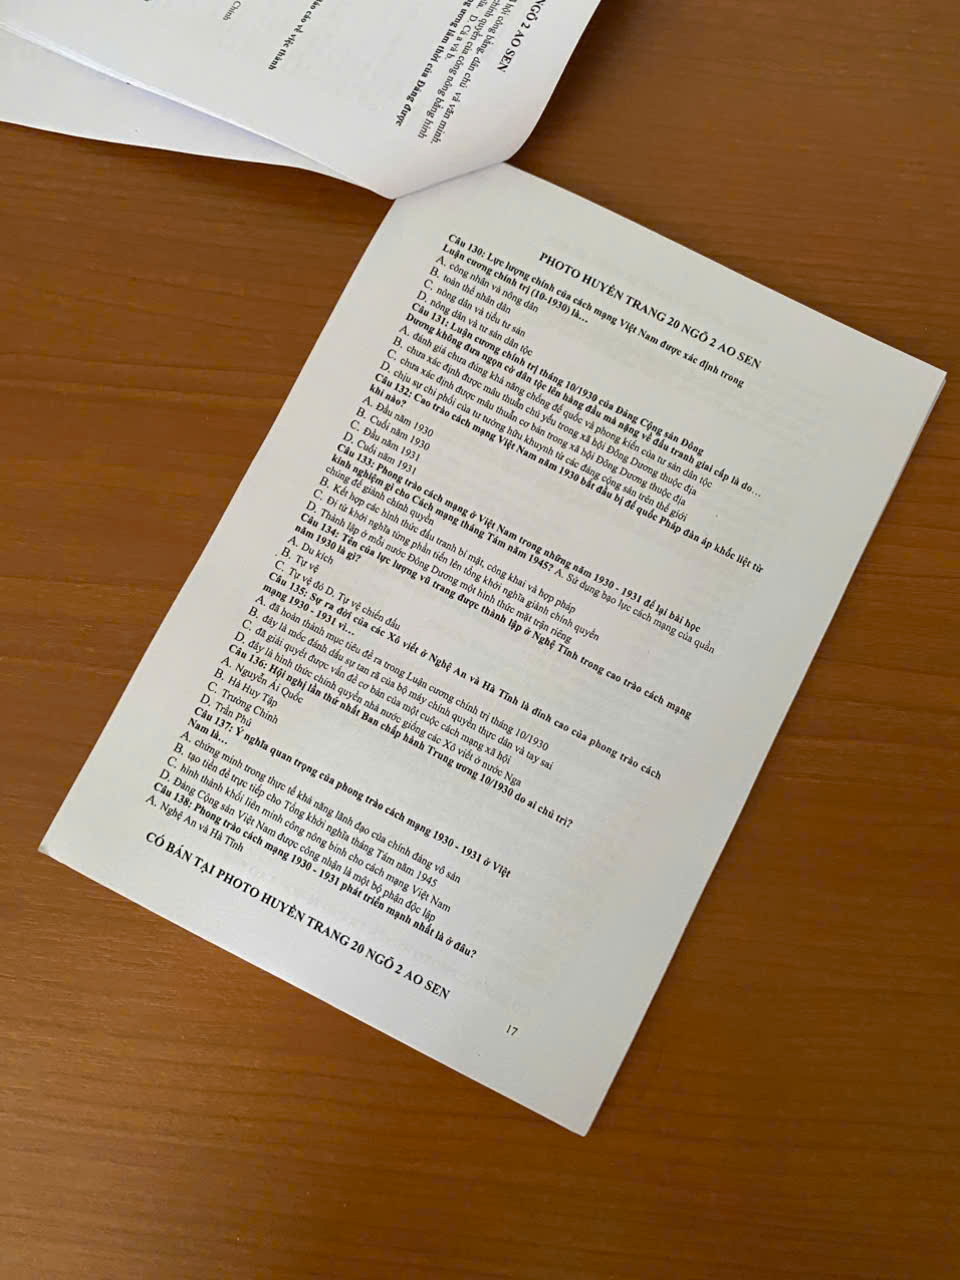 NGÕ 2 AO SEN
hội công bằng, dân chủ và văn minh.
D. Cả a và b.
chính quyền của công nông bằng hình
ng ương lâm thời của Đảng được
báo cáo về việc thành
Chinh
PHOTO HUYÊN TRANG 20 NGÕ 2 AO SEN
Câu 130: Lực lượng chính của cách mạng Việt Nam được xác định trong
Luận cương chính trị (10-1930) là…
A. công nhân và nông dân
B. toàn thể nhân dân
C. nông dân và tiểu tư sản
D. nông dân và tư sản dân tộc
Câu 131: Luận cương chính trị tháng 10/1930 của Đảng Cộng sản Đông
Dương không đưa ngọn cờ dân tộc lên hàng đầu mà nặng về đấu tranh giai cấp là do…
A. đánh giá chưa đúng khả năng chống đế quốc và phong kiến của tư sản dân tộc
B. chưa xác định được mâu thuẫn chủ yếu trong xã hội Đông Dương thuộc địa
C. chưa xác định được mâu thuẫn cơ bản trong xã hội Đông Dương thuộc địa
D. chịu sự chi phối của tư tưởng hữu khuynh từ các đảng cộng sản trên thế giới
Câu 132: Cao trào cách mạng Việt Nam năm 1930 bắt đầu bị đế quốc Pháp đàn áp khốc liệt từ
khi nào?
A. Đầu năm 1930
B. Cuối năm 1930
C. Đầu năm 1931
D. Cuối năm 1931
Câu 133: Phong trào cách mạng ở Việt Nam trong những năm 1930 - 1931 để lại bài học
kinh nghiệm gì cho Cách mạng tháng Tám năm 1945? A. Sử dụng bạo lực cách mạng của quần
chúng để giành chính quyền
B. Kết hợp các hình thức đấu tranh bí mật, công khai và hợp pháp
C. Đi từ khởi nghĩa từng phần tiến lên tổng khởi nghĩa giành chính quyền
D. Thành lập ở mỗi nước Đông Dương một hình thức mặt trận riêng
Câu 134: Tên của lực lượng vũ trang được thành lập ở Nghệ Tĩnh trong cao trào cách mạng
năm 1930 là gì?
A. Du kích
B. Tự vệ
C. Tự vệ đỏ D. Tự vệ chiến đấu
Câu 135: Sự ra đời của các Xô viết ở Nghệ An và Hà Tĩnh là đỉnh cao của phong trào cách
mạng 1930 - 1931 vì…
A. đã hoàn thành mục tiêu đề ra trong Luận cương chính trị tháng 10/1930
B. đây là mốc đánh dấu sự tan rã của bộ máy chính quyền thực dân và tay sai
C. đã giải quyết được vấn đề cơ bản của một cuộc cách mạng xã hội
D. đây là hình thức chính quyền nhà nước giống các Xô viết ở nước Nga
Câu 136: Hội nghị lần thứ nhất Ban chấp hành Trung ương 10/1930 do ai chủ trì?
A. Nguyễn Ái Quốc
B. Hà Huy Tập
C. Trường Chinh
D. Trần Phú
Câu 137: Ý nghĩa quan trọng của phong trào cách mạng 1930 - 1931 ở Việt
Nam là…
A. chứng minh trong thực tế khả năng lãnh đạo của chính đảng vô sản
B. tạo tiền đề trực tiếp cho Tổng khởi nghĩa tháng Tám năm 1945
C. hình thành khối liên minh công nông binh cho cách mạng Việt Nam
D. Đảng Cộng sản Việt Nam được công nhận là một bộ phận độc lập
Câu 138: Phong trào cách mạng 1930 - 1931 phát triển mạnh nhất là ở đâu?
A. Nghệ An và Hà Tĩnh
CÓ BÁN TẠI PHOTO HUYÊN TRANG 20 NGÕ 2 AO SEN
17